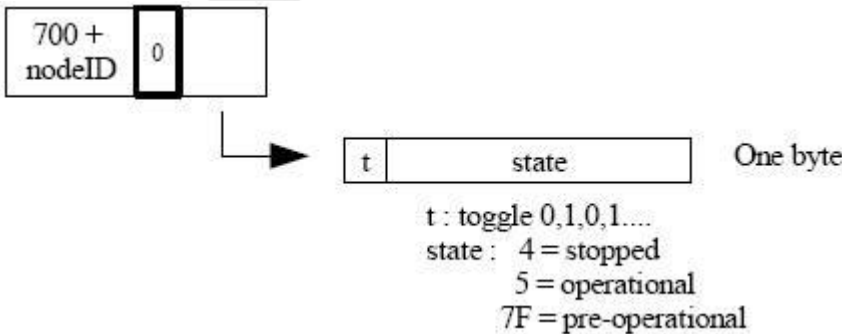 700 +
nodeID
0
t
state
One byte
t : toggle 0,1,0,1....
state : 4 = stopped
5 = operational
7F = pre-operational